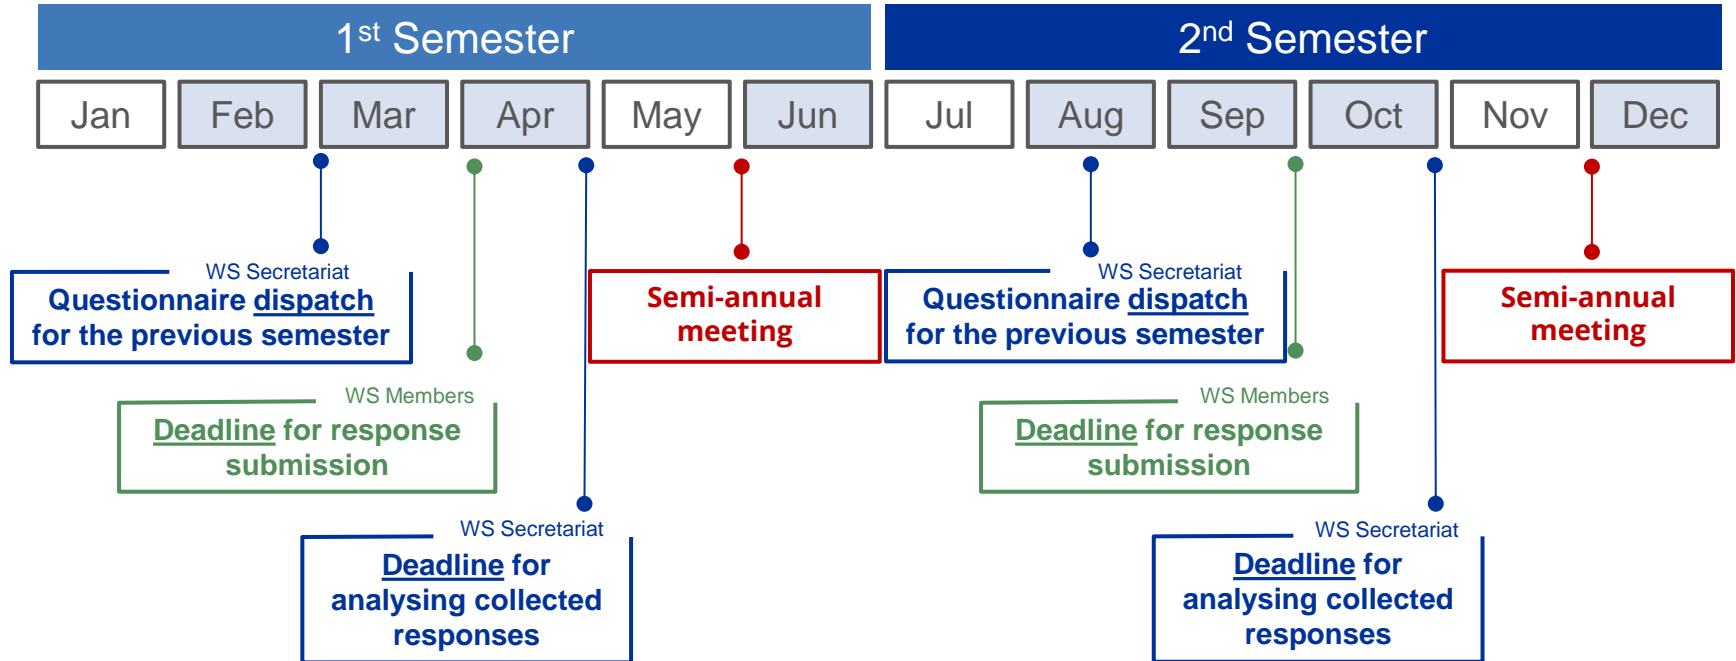 1st Semester
2nd Semester
Jan
Feb
Mar
Apr
May
Jun
Jul
Aug
Sep
Oct
Nov
Dec
WS Secretariat
Questionnaire dispatch
for the previous semester
Semi-annual
meeting
WS Secretariat
Questionnaire dispatch
for the previous semester
Semi-annual
meeting
WS Members
Deadline for response
submission
WS Members
Deadline for response
submission
WS Secretariat
Deadline for
analysing collected
responses
WS Secretariat
Deadline for
analysing collected
responses